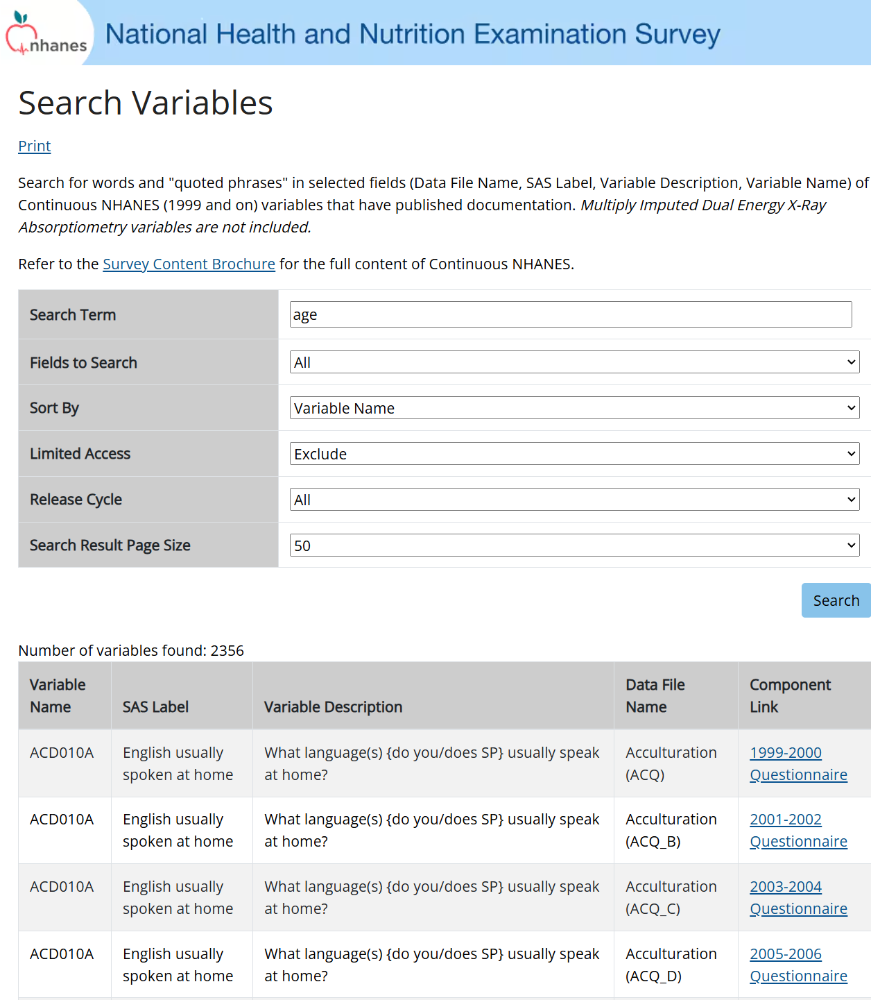 nhanes National Health and Nutrition Examination Survey
Search Variables
Print
Search for words and "quoted phrases" in selected fields (Data File Name, SAS Label, Variable Description, Variable Name) of
Continuous NHANES (1999 and on) variables that have published documentation. Multiply Imputed Dual Energy X-Ray
Absorptiometry variables are not included.
Refer to the Survey Content Brochure for the full content of Continuous NHANES.
Search Term age
Fields to Search All
Sort By Variable Name
Limited Access Exclude
Release Cycle All
Search Result Page Size 50
Search
Number of variables found: 2356
Variable Data File Component
Name SAS Label Variable Description Name Link
ACD010A English usually What language(s) {do you/does SP} usually speak Acculturation 1999-2000
spoken at home at home? (ACQ) Questionnaire
ACD010A English usually What language(s) {do you/does SP} usually speak Acculturation 2001-2002
spoken at home at home? (ACQ_B) Questionnaire
ACD010A English usually What language(s) {do you/does SP} usually speak Acculturation 2003-2004
spoken at home at home? (ACQ_C) Questionnaire
ACD010A English usually What language(s) {do you/does SP} usually speak Acculturation 2005-2006
spoken at home at home? (ACQ_D) Questionnaire